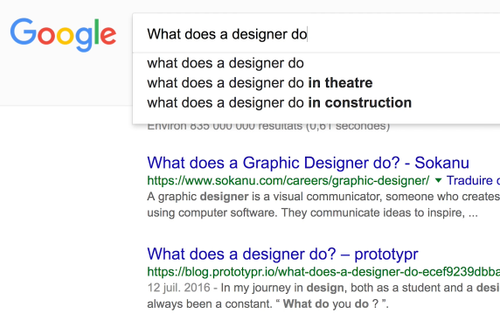 Google
What does a designer do
what does a designer do
what does a designer do in theatre
what does a designer do in construction
Environ 835 000 000 résultats (0,61 secondes)
What does a Graphic Designer do? - Sokanu
https://www.sokanu.com/careers/graphic-designer/ ▼ Traduire
A graphic designer is a visual communicator, someone who creates
using computer software. They communicate ideas to inspire, ...
What does a designer do? – prototypr
https://blog.prototypr.io/what-does-a-designer-do-ecef9239dbba
12 juil. 2016 - In my journey in design, both as a student and a desi
always been a constant. " What do you do ? ".